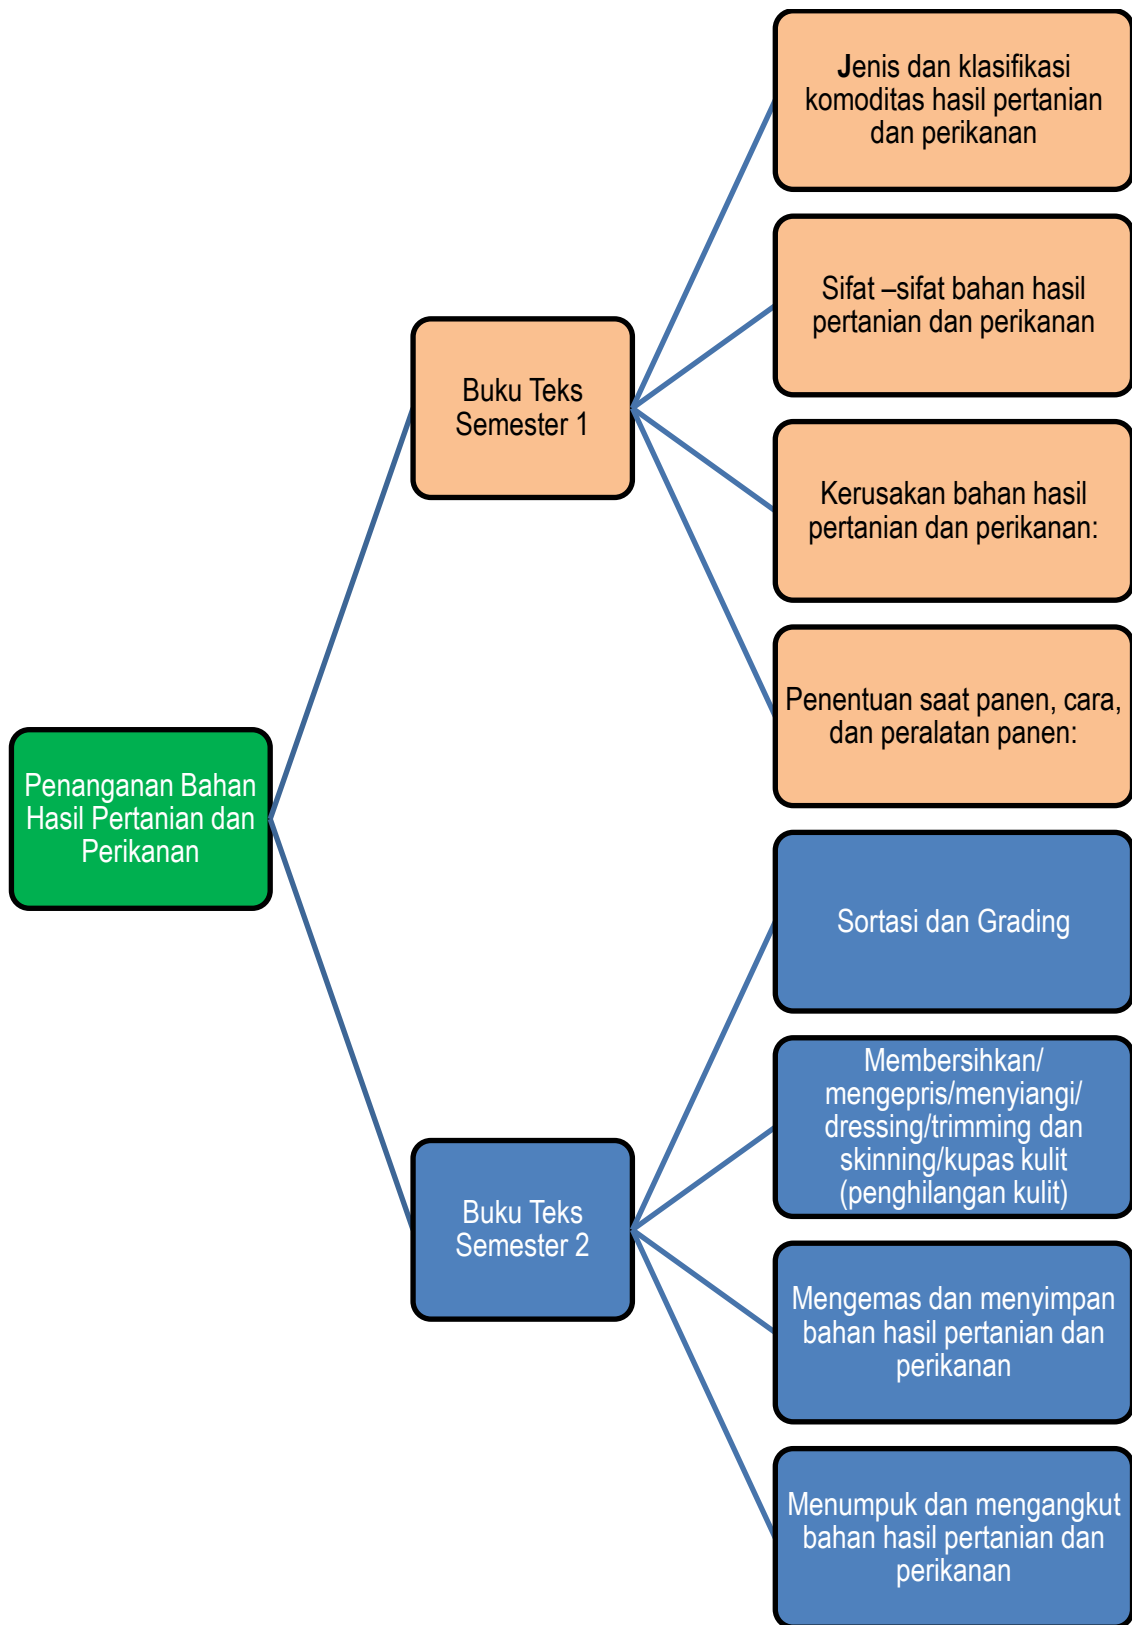 Jenis dan klasifikasi
komoditas hasil pertanian
dan perikanan
Sifat –sifat bahan hasil
pertanian dan perikanan
Buku Teks
Semester 1
Kerusakan bahan hasil
pertanian dan perikanan:
Penentuan saat panen, cara,
dan peralatan panen:
Penanganan Bahan
Hasil Pertanian dan
Perikanan
Sortasi dan Grading
Membersihkan/
mengepris/menyiangi/
dressing/trimming dan
skinning/kupas kulit
(penghilangan kulit)
Buku Teks
Semester 2
Mengemas dan menyimpan
bahan hasil pertanian dan
perikanan
Menumpuk dan mengangkut
bahan hasil pertanian dan
perikanan